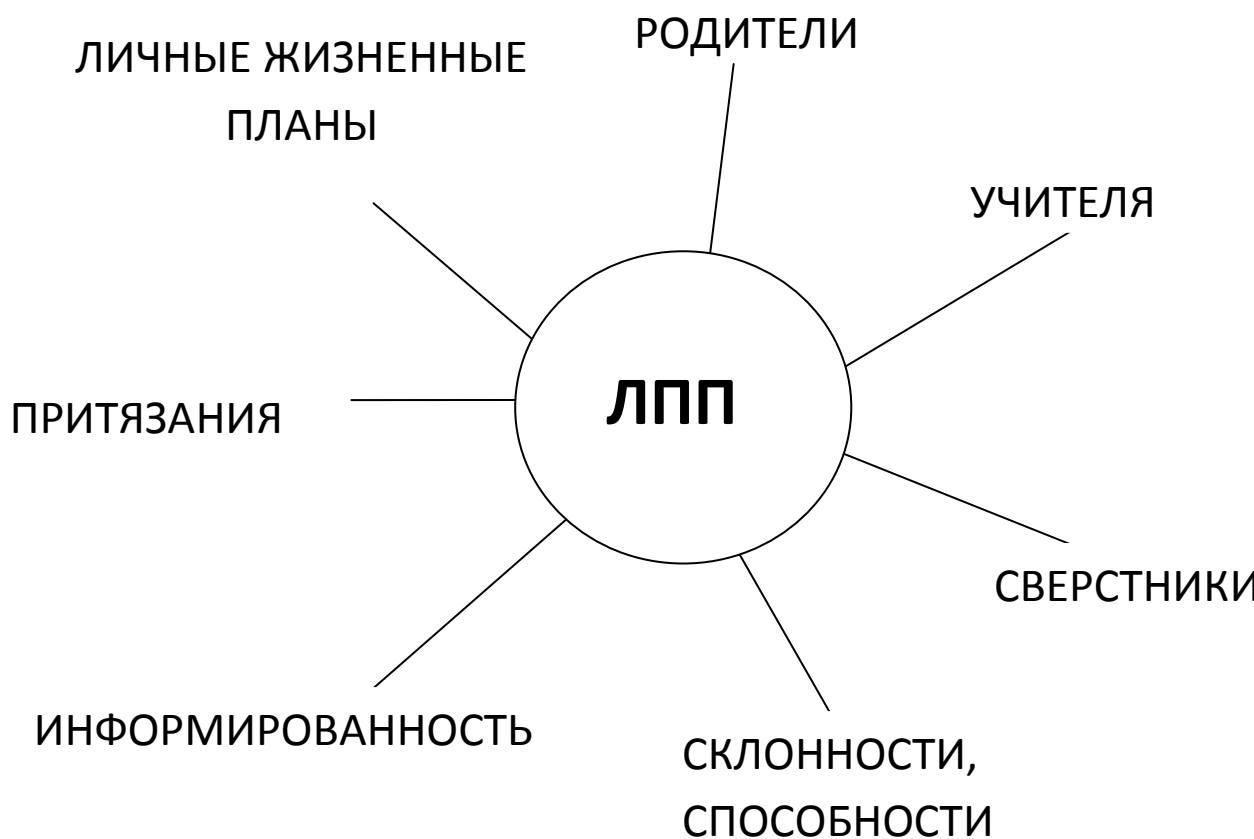 РОДИТЕЛИ
ЛИЧНЫЕ ЖИЗНЕННЫЕ
ПЛАНЫ
УЧИТЕЛЯ
ЛПП
ПРИТЯЗАНИЯ
СВЕРСТНИКИ
ИНФОРМИРОВАННОСТЬ
СКЛОННОСТИ,
СПОСОБНОСТИ